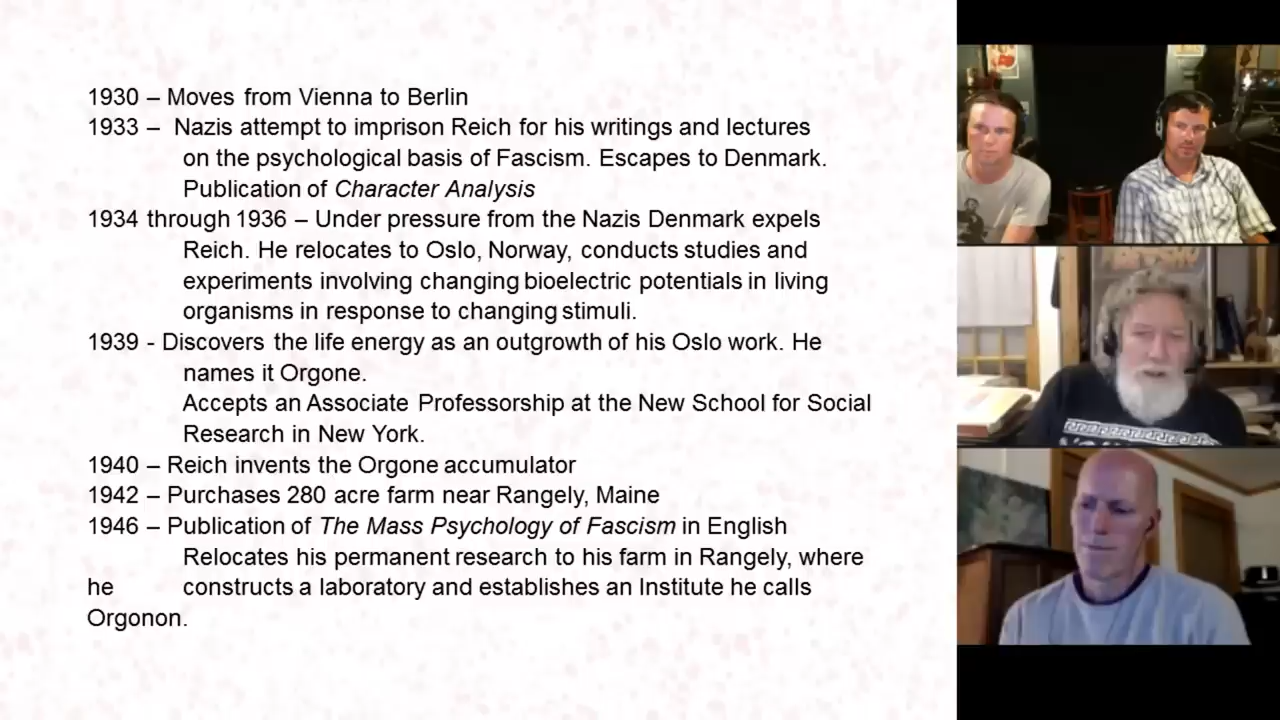 1930 – Moves from Vienna to Berlin
1933 – Nazis attempt to imprison Reich for his writings and lectures
on the psychological basis of Fascism. Escapes to Denmark.
Publication of Character Analysis
1934 through 1936 – Under pressure from the Nazis Denmark expels
Reich. He relocates to Oslo, Norway, conducts studies and
experiments involving changing bioelectric potentials in living
organisms in response to changing stimuli.
1939 - Discovers the life energy as an outgrowth of his Oslo work. He
names it Orgone.
Accepts an Associate Professorship at the New School for Social
Research in New York.
1940 – Reich invents the Orgone accumulator
1942 – Purchases 280 acre farm near Rangely, Maine
1946 – Publication of The Mass Psychology of Fascism in English
Relocates his permanent research to his farm in Rangely, where
he constructs a laboratory and establishes an Institute he calls
Orgonon.